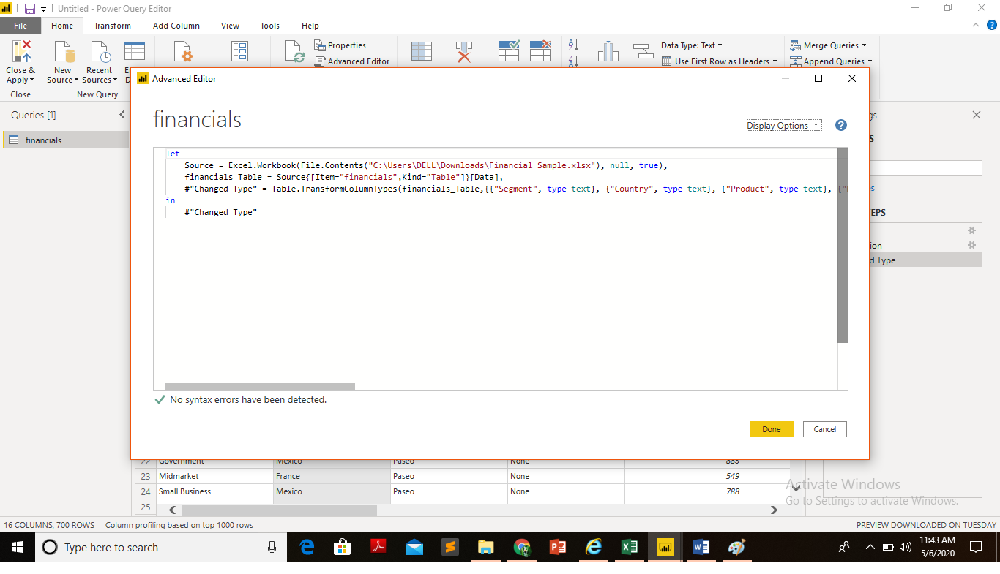 Untitled - Power Query Editor
File Home Transform Add Column View Tools Help
Close & Apply
New Source
Recent Sources
Close
New Query
Properties
Advanced Editor
Data Type: Text
Use First Row as Headers
Merge Queries
Append Queries
Queries [1]
financials
Advanced Editor
financials
Display Options
let
Source = Excel.Workbook(File.Contents("C:\Users\DELL\Downloads\Financial Sample.xlsx"), null, true),
financials_Table = Source{[Item="financials",Kind="Table"]}[Data],
#"Changed Type" = Table.TransformColumnTypes(financials_Table,{{"Segment", type text}, {"Country", type text}, {"Product", type text}, {"
in
#"Changed Type"
No syntax errors have been detected.
Done
Cancel
gs
S
es
TEPS
ion
d Type
22 Government Mexico Paseo None 883
23 Midmarket France Paseo None 549
24 Small Business Mexico Paseo None 788
25
Activate Windows
Go to Settings to activate Windows.
16 COLUMNS, 700 ROWS Column profiling based on top 1000 rows
PREVIEW DOWNLOADED ON TUESDAY
Type here to search
11:43 AM
5/6/2020